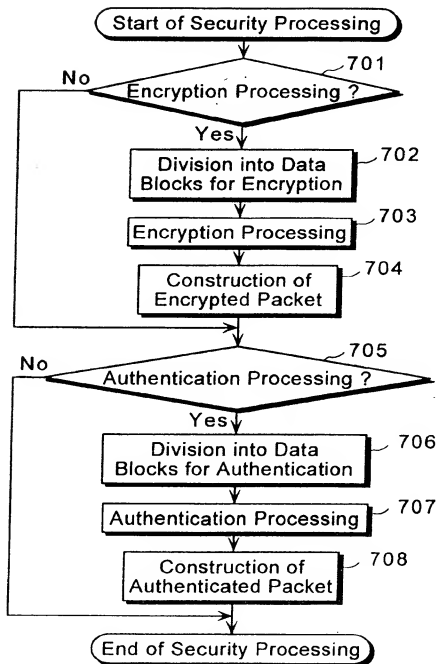 Start of Security Processing
701
No
Encryption Processing ?
Yes
702
Division into Data
Blocks for Encryption
703
Encryption Processing
704
Construction of
Encrypted Packet
705
No
Authentication Processing ?
Yes
706
Division into Data
Blocks for Authentication
707
Authentication Processing
708
Construction of
Authenticated Packet
End of Security Processing